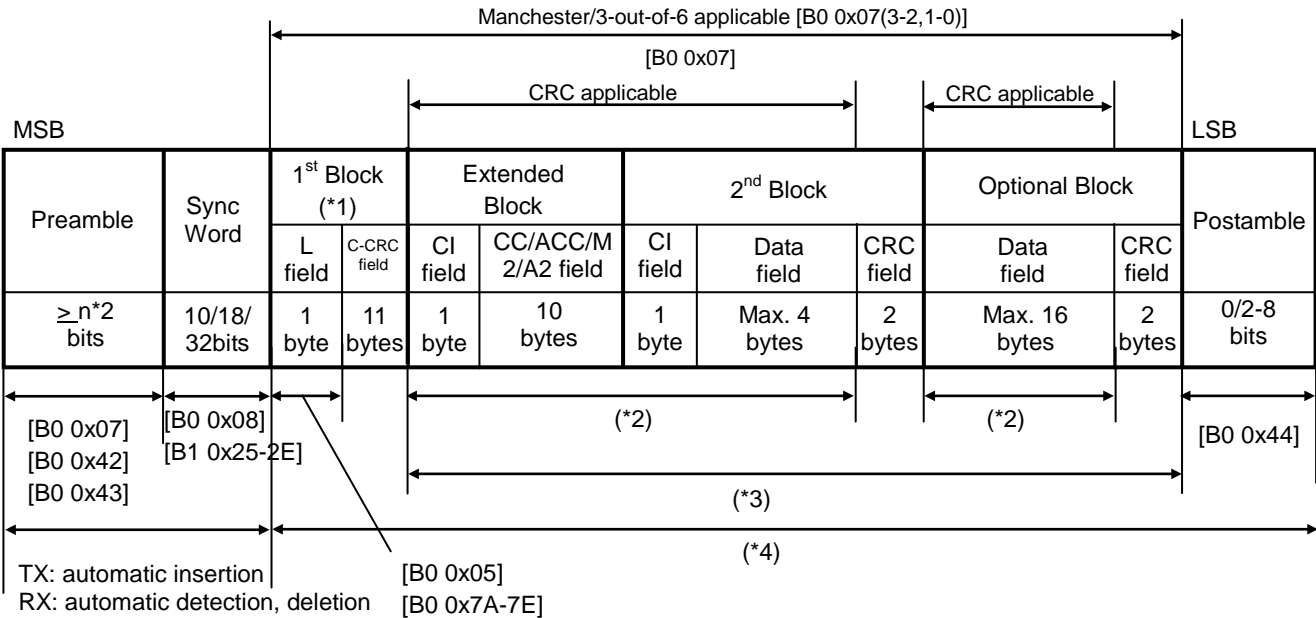 Manchester/3-out-of-6 applicable [B0 0x07(3-2,1-0)]
[B0 0x07]
CRC applicable
CRC applicable
MSB
LSB
Preamble
Sync
Word
1st Block
(*1)
Extended
Block
2nd Block
Optional Block
Postamble
L
field
C-CRC
field
CI
field
CC/ACC/M
2/A2 field
CI
field
Data
field
CRC
field
Data
field
CRC
field
≥ n*2
bits
10/18/
32bits
1
byte
11
bytes
1
byte
10
bytes
1
byte
Max. 4
bytes
2
bytes
Max. 16
bytes
2
bytes
0/2-8
bits
[B0 0x07]
[B0 0x42]
[B0 0x43]
[B0 0x08]
[B1 0x25-2E]
(*2)
(*2)
[B0 0x44]
(*3)
(*4)
TX: automatic insertion
RX: automatic detection, deletion
[B0 0x05]
[B0 0x7A-7E]